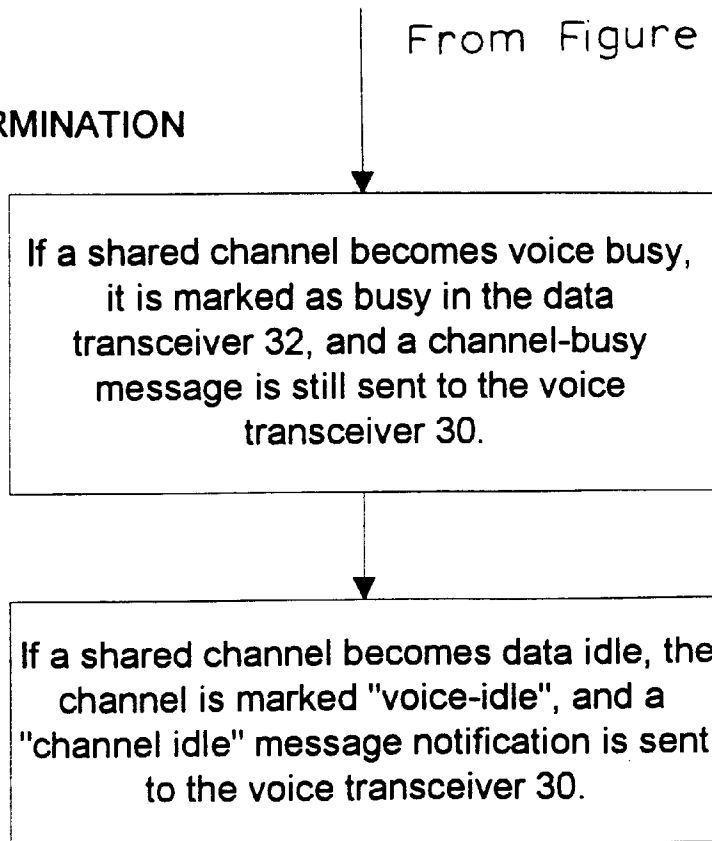 From Figure
RMINATION
If a shared channel becomes voice busy,
it is marked as busy in the data
transceiver 32, and a channel-busy
message is still sent to the voice
transceiver 30.
If a shared channel becomes data idle, the
channel is marked "voice-idle", and a
"channel idle" message notification is sent
to the voice transceiver 30.